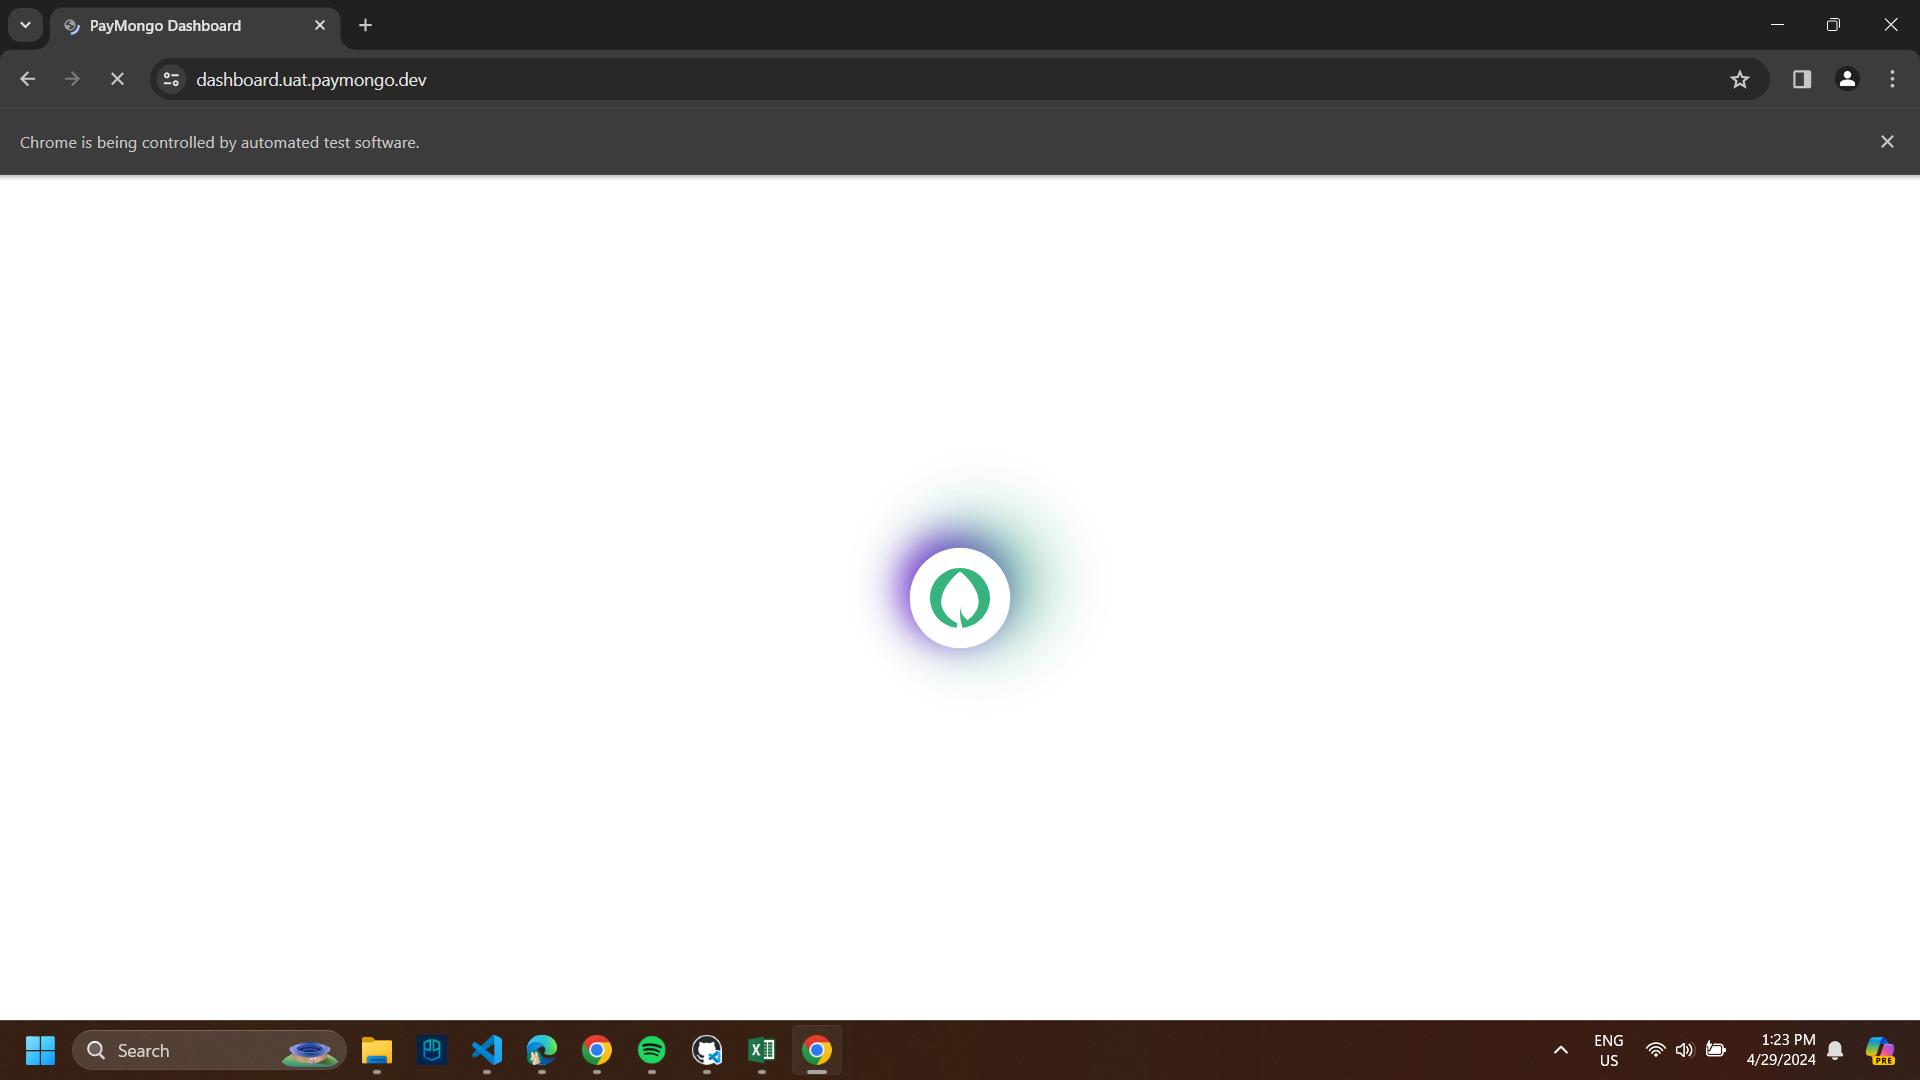 PayMongo Dashboard
dashboard.uat.paymongo.dev
Chrome is being controlled by automated test software.
Search
ENG
US
1:23 PM
4/29/2024
PRE